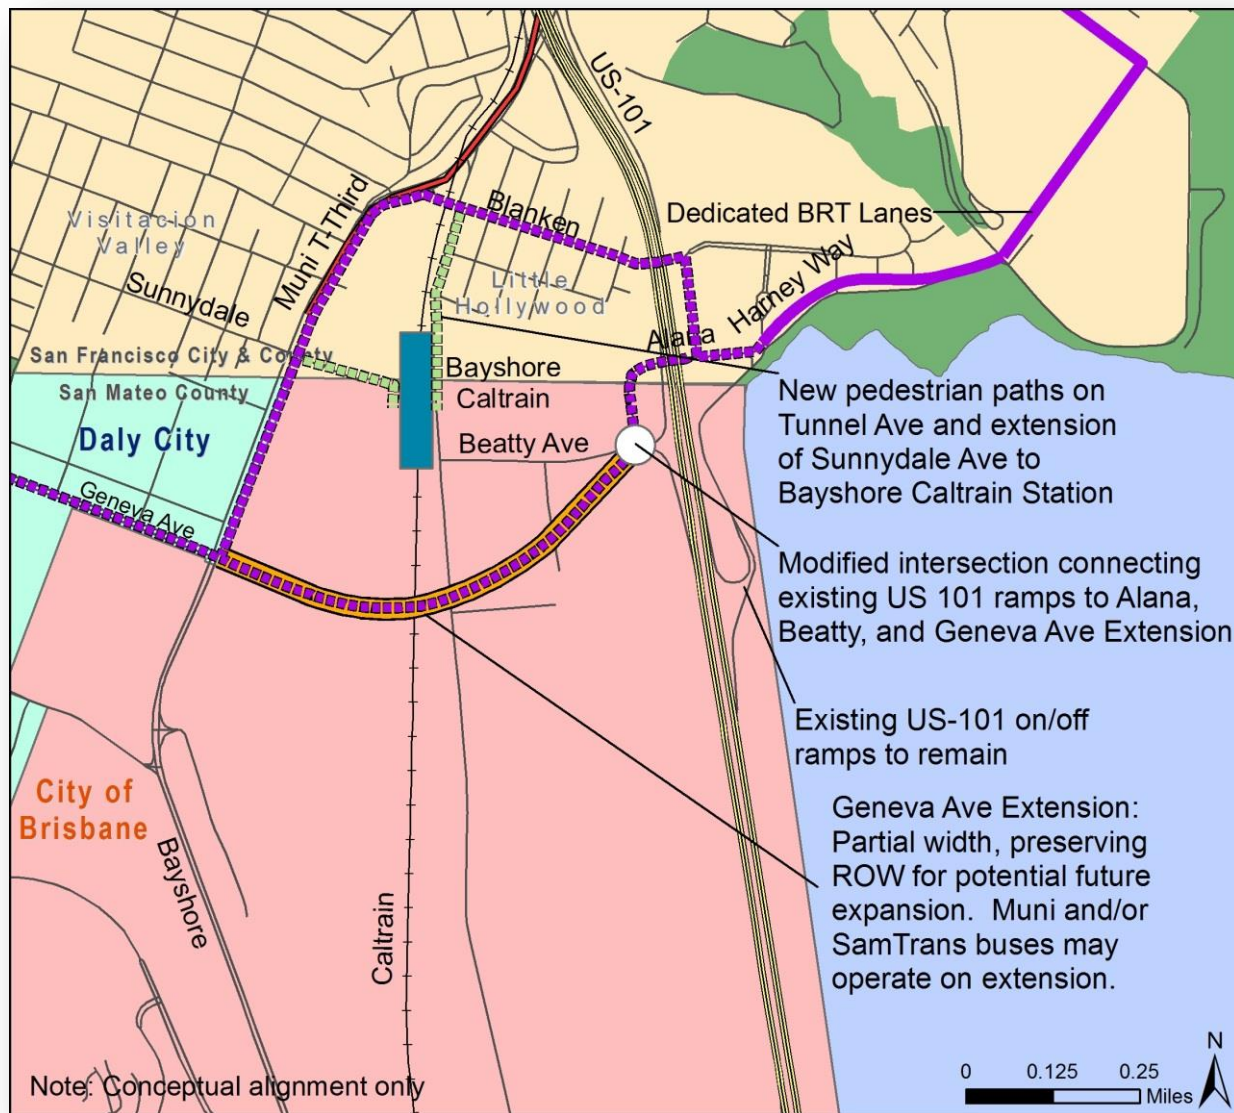 US-101
Muni T-Third
Blanken
Dedicated BRT Lanes
Visitacion
Valley
Sunnydale
Little
Hollywood
Harney Way
Alana
San Francisco City & County
San Mateo County
Bayshore
Caltrain
Daly City
Beatty Ave
Geneva Ave
New pedestrian paths on
Tunnel Ave and extension
of Sunnydale Ave to
Bayshore Caltrain Station
Modified intersection connecting
existing US 101 ramps to Alana,
Beatty, and Geneva Ave Extension
Existing US-101 on/off
ramps to remain
City of
Brisbane
Bayshore
Caltrain
Geneva Ave Extension:
Partial width, preserving
ROW for potential future
expansion.  Muni and/or
SamTrans buses may
operate on extension.
Note: Conceptual alignment only
N
0 0.125 0.25
Miles